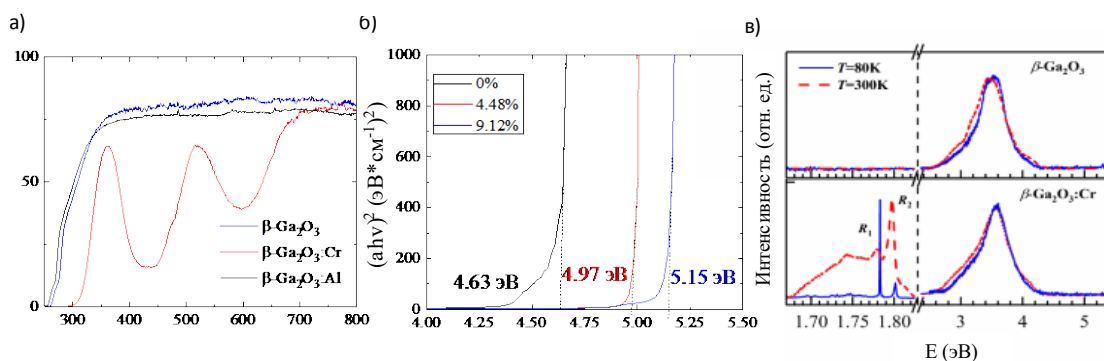 а)
100
75
50
25
0
β-Ga₂O₃
β-Ga₂O₃:Cr
β-Ga₂O₃:Al
300 400 500 600 700 800
б)
(ahν)² (эВ*см⁻¹)²
1000
800
600
400
200
0
0%
4.48%
9.12%
4.63 эВ
4.97 эВ
5.15 эВ
4.00 4.25 4.50 4.75 5.00 5.25 5.50
в)
Интенсивность (отн. ед.)
T=80K
T=300K
β-Ga₂O₃
β-Ga₂O₃:Cr
R₁
R₂
1.70 1.75 1.80 3 4 5
E (эВ)